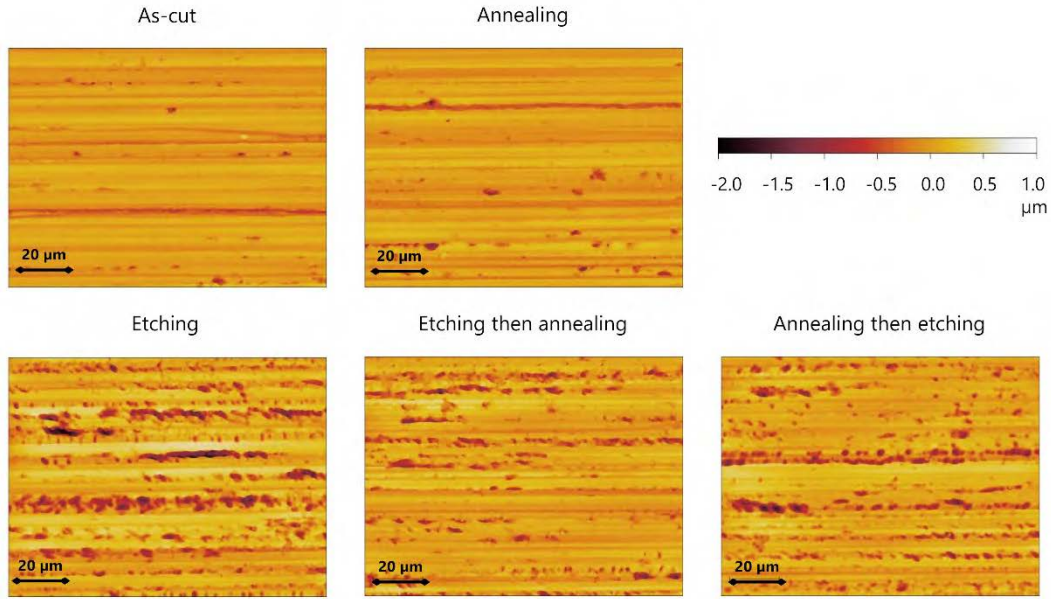 As-cut
Annealing
20 µm
20 µm
-2.0 -1.5 -1.0 -0.5 0.0 0.5 1.0
µm
Etching
Etching then annealing
Annealing then etching
20 µm
20 µm
20 µm